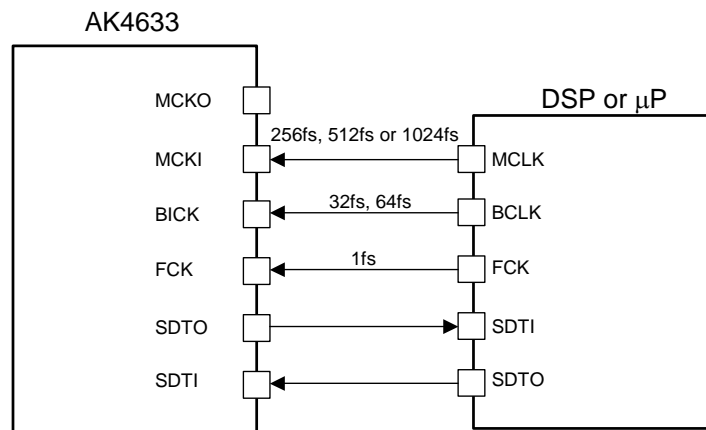 AK4633
DSP or μP
MCKO
256fs, 512fs or 1024fs
MCKI
MCLK
32fs, 64fs
BICK
BCLK
1fs
FCK
FCK
SDTO
SDTI
SDTI
SDTO